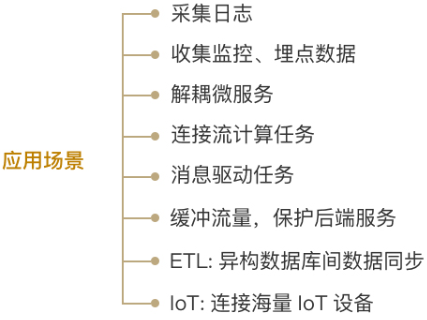 采集日志
收集监控、埋点数据
解耦微服务
连接流计算任务
应用场景
消息驱动任务
缓冲流量，保护后端服务
ETL: 异构数据库间数据同步
IoT: 连接海量 IoT 设备